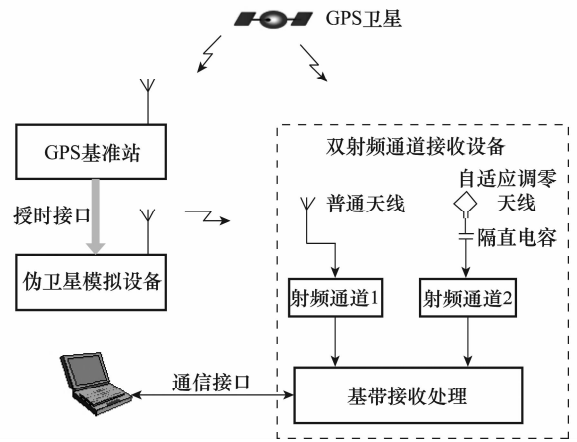 GPS卫星
GPS基准站
授时接口
伪卫星模拟设备
双射频通道接收设备
普通天线
自适应调零
天线
隔直电容
射频通道1
射频通道2
通信接口
基带接收处理